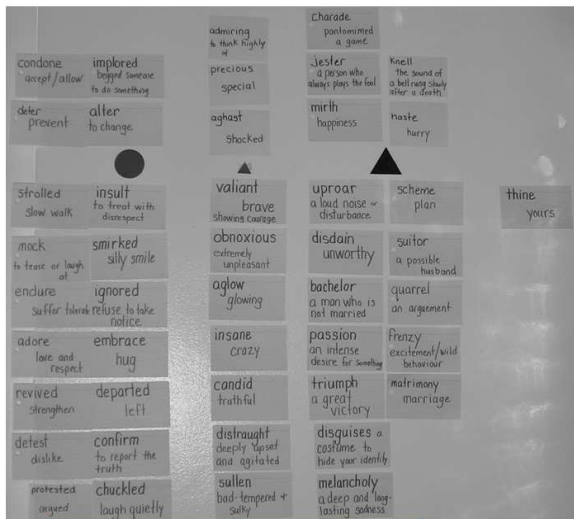 condone
accept/allow
deter
prevent
implored
begged someone
to do something
alter
to change
strolled
slow walk
mock
to tease or laugh
at
endure
suffer tolerate
adore
love and
respect
revived
strengthen
detest
dislike
protested
argued
insult
to treat with
disrespect
smirked
silly smile
ignored
refuse to take
notice
embrace
hug
departed
left
confirm
to report the
truth
chuckled
laugh quietly
admiring
to think highly
of
precious
special
aghast
shocked
valiant
brave
showing courage
obnoxious
extremely
unpleasant
aglow
glowing
insane
crazy
candid
truthful
distraught
deeply upset
and agitated
sullen
bad-tempered +
sulky
charade
pantomimed
a game
jester
a person who
always plays the fool
mirth
happiness
uproar
a loud noise or
disturbance
disdain
unworthy
bachelor
a man who is
not married
passion
an intense
desire for something
triumph
a great
victory
disguises a
costume to
hide your identity
melancholy
a deep and long-
lasting sadness
knell
the sound of
a bell rung slowly
after a death
haste
hurry
scheme
plan
suitor
a possible
husband
quarrel
an arguement
frenzy
excitement/wild
behaviour
matrimony
marriage
thine
yours